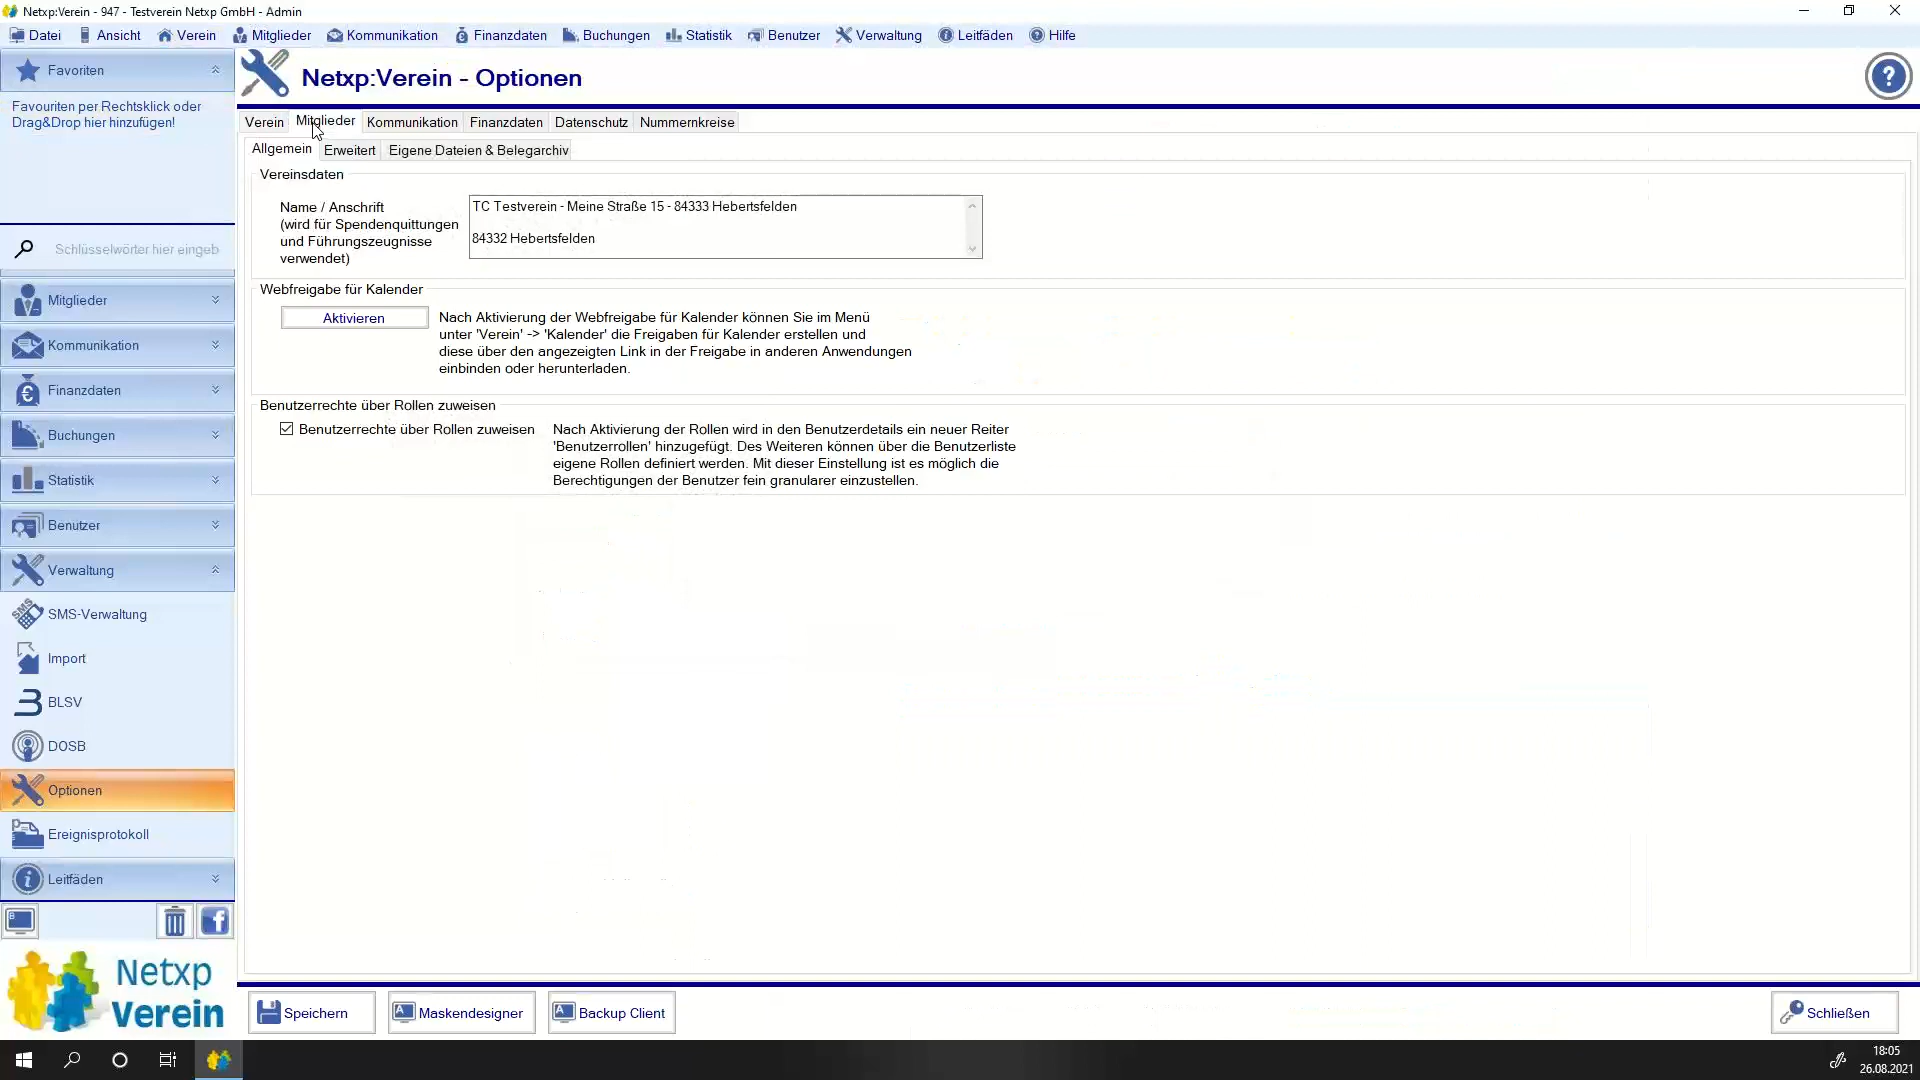 Netxp:Verein - 947 - Testverein Netxp GmbH - Admin
Datei Ansicht Verein Mitglieder Kommunikation Finanzdaten Buchungen Statistik Benutzer Verwaltung Leitfäden Hilfe
Favoriten
Favouriten per Rechtsklick oder
Drag&Drop hier hinzufügen!
Schlüsselwörter hier eingeb
Mitglieder
Kommunikation
Finanzdaten
Buchungen
Statistik
Benutzer
Verwaltung
SMS-Verwaltung
Import
BLSV
DOSB
Optionen
Ereignisprotokoll
Leitfäden
Netxp
Verein
Netxp:Verein - Optionen
Verein Mitglieder Kommunikation Finanzdaten Datenschutz Nummernkreise
Allgemein Erweitert Eigene Dateien & Belegarchiv
Vereinsdaten
Name / Anschrift
(wird für Spendenquittungen
und Führungszeugnisse
verwendet)
TC Testverein - Meine Straße 15 - 84333 Hebertsfelden
84332 Hebertsfelden
Webfreigabe für Kalender
Aktivieren
Nach Aktivierung der Webfreigabe für Kalender können Sie im Menü
unter 'Verein' -> 'Kalender' die Freigaben für Kalender erstellen und
diese über den angezeigten Link in der Freigabe in anderen Anwendungen
einbinden oder herunterladen.
Benutzerrechte über Rollen zuweisen
Benutzerrechte über Rollen zuweisen
Nach Aktivierung der Rollen wird in den Benutzerdetails ein neuer Reiter
'Benutzerrollen' hinzugefügt. Des Weiteren können über die Benutzerliste
eigene Rollen definiert werden. Mit dieser Einstellung ist es möglich die
Berechtigungen der Benutzer fein granularer einzustellen.
Speichern Maskendesigner Backup Client Schließen
18:05
26.08.2021